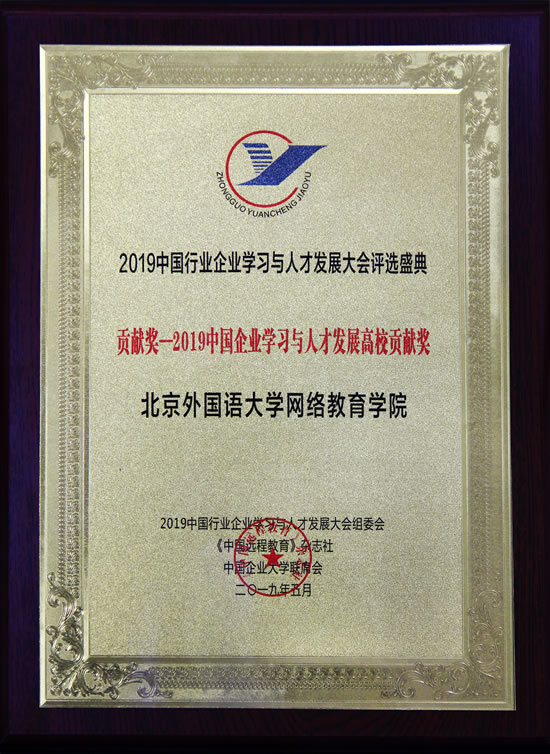 ZHONGGUO YUANCHENG JIAOYU
2019中国行业企业学习与人才发展大会评选盛典
贡献奖—2019中国企业学习与人才发展高校贡献奖
北京外国语大学网络教育学院
2019中国行业企业学习与人才发展大会组委会
《中国远程教育》杂志社
中国企业大学联席会
二〇一九年五月